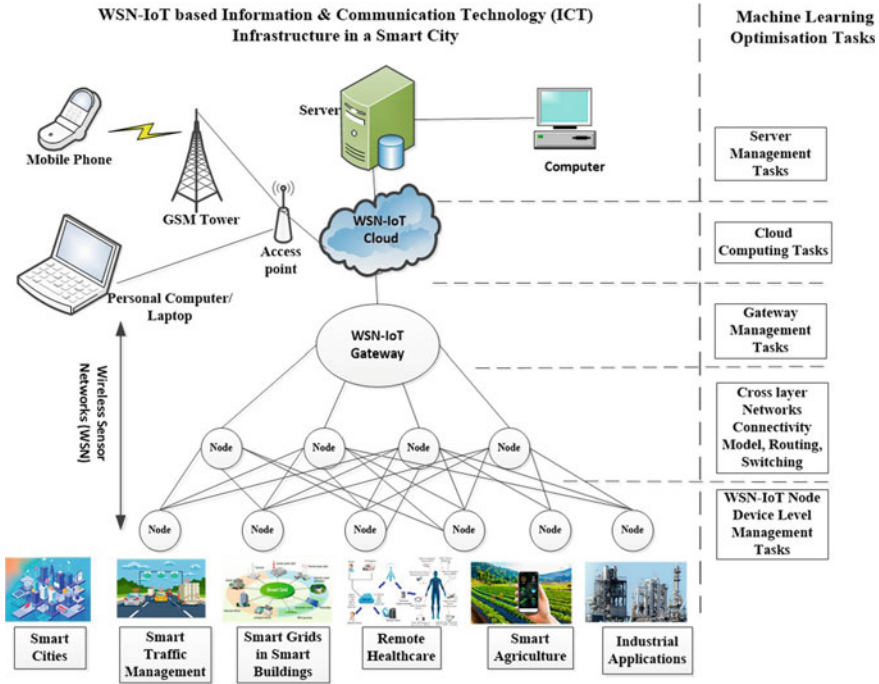 WSN-IoT based Information & Communication Technology (ICT)
Infrastructure in a Smart City
Machine Learning
Optimisation Tasks
Server
Mobile Phone
GSM Tower
Computer
Access
point
WSN-IoT
Cloud
Personal Computer/
Laptop
WSN-IoT
Gateway
Wireless Sensor
Networks (WSN)
Node
Node
Node
Node
Node
Node
Node
Node
Node
Node
Server
Management
Tasks
Cloud
Computing Tasks
Gateway
Management
Tasks
Cross layer
Networks
Connectivity
Model, Routing,
Switching
WSN-IoT Node
Device Level
Management
Tasks
Smart
Cities
Smart
Traffic
Management
Smart Grids
in Smart
Buildings
Remote
Healthcare
Smart
Agriculture
Industrial
Applications